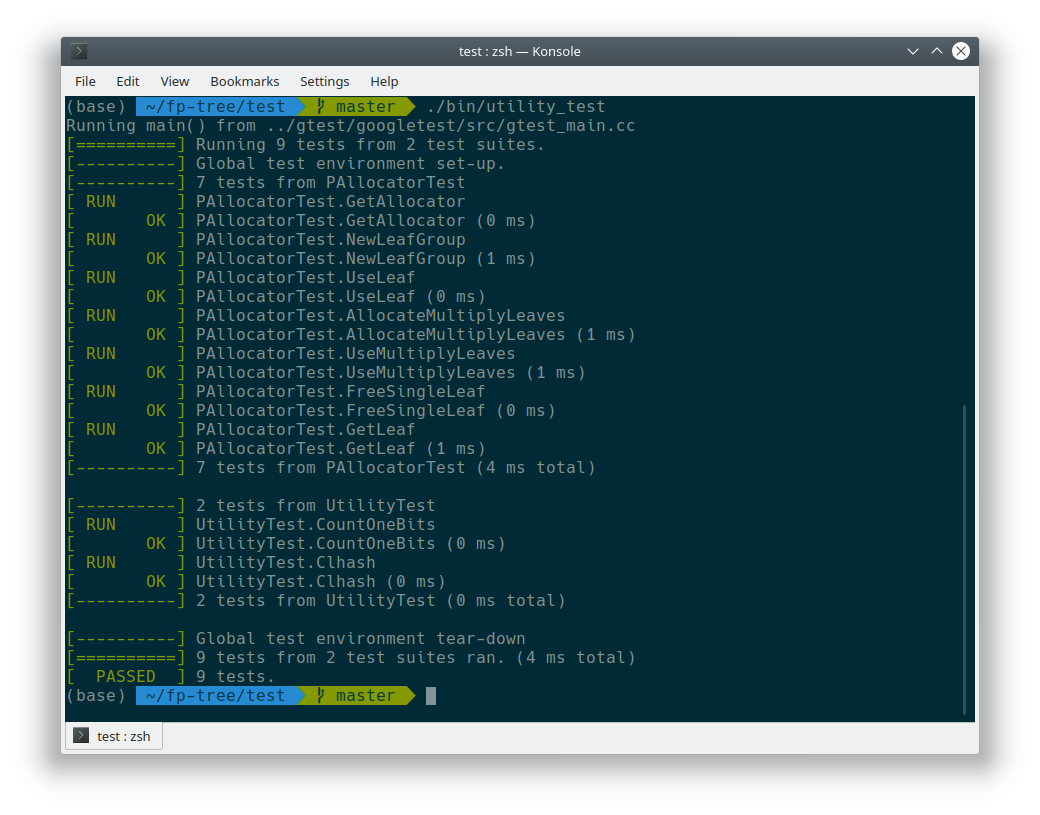 test : zsh — Konsole
File Edit View Bookmarks Settings Help
(base) ~/fp-tree/test master ./bin/utility_test
Running main() from ../gtest/googletest/src/gtest_main.cc
[==========] Running 9 tests from 2 test suites.
[----------] Global test environment set-up.
[----------] 7 tests from PAllocatorTest
[ RUN      ] PAllocatorTest.GetAllocator
[       OK ] PAllocatorTest.GetAllocator (0 ms)
[ RUN      ] PAllocatorTest.NewLeafGroup
[       OK ] PAllocatorTest.NewLeafGroup (1 ms)
[ RUN      ] PAllocatorTest.UseLeaf
[       OK ] PAllocatorTest.UseLeaf (0 ms)
[ RUN      ] PAllocatorTest.AllocateMultiplyLeaves
[       OK ] PAllocatorTest.AllocateMultiplyLeaves (1 ms)
[ RUN      ] PAllocatorTest.UseMultiplyLeaves
[       OK ] PAllocatorTest.UseMultiplyLeaves (1 ms)
[ RUN      ] PAllocatorTest.FreeSingleLeaf
[       OK ] PAllocatorTest.FreeSingleLeaf (0 ms)
[ RUN      ] PAllocatorTest.GetLeaf
[       OK ] PAllocatorTest.GetLeaf (1 ms)
[----------] 7 tests from PAllocatorTest (4 ms total)
[----------] 2 tests from UtilityTest
[ RUN      ] UtilityTest.CountOneBits
[       OK ] UtilityTest.CountOneBits (0 ms)
[ RUN      ] UtilityTest.Clhash
[       OK ] UtilityTest.Clhash (0 ms)
[----------] 2 tests from UtilityTest (0 ms total)
[----------] Global test environment tear-down
[==========] 9 tests from 2 test suites ran. (4 ms total)
[  PASSED  ] 9 tests.
(base) ~/fp-tree/test master
test : zsh